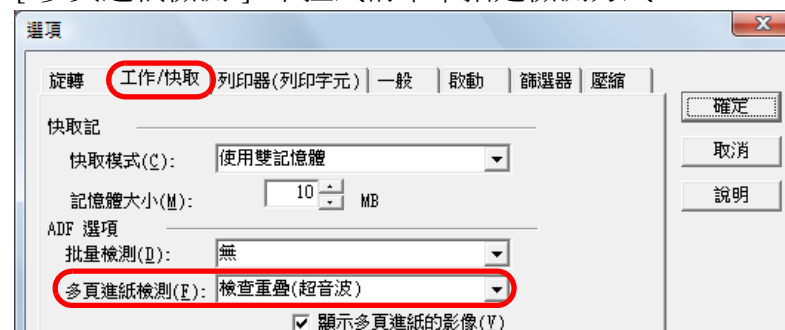 選項
旋轉 工作/快取 列印器(列印字元) 一般 啟動 篩選器 壓縮
確定
快取記
快取模式(C): 使用雙記憶體
取消
記憶體大小(M): 10 MB
說明
ADF 選項
批量檢測(D): 無
多頁進紙檢測(F): 檢查重疊(超音波)
顯示多頁進紙的影像(V)